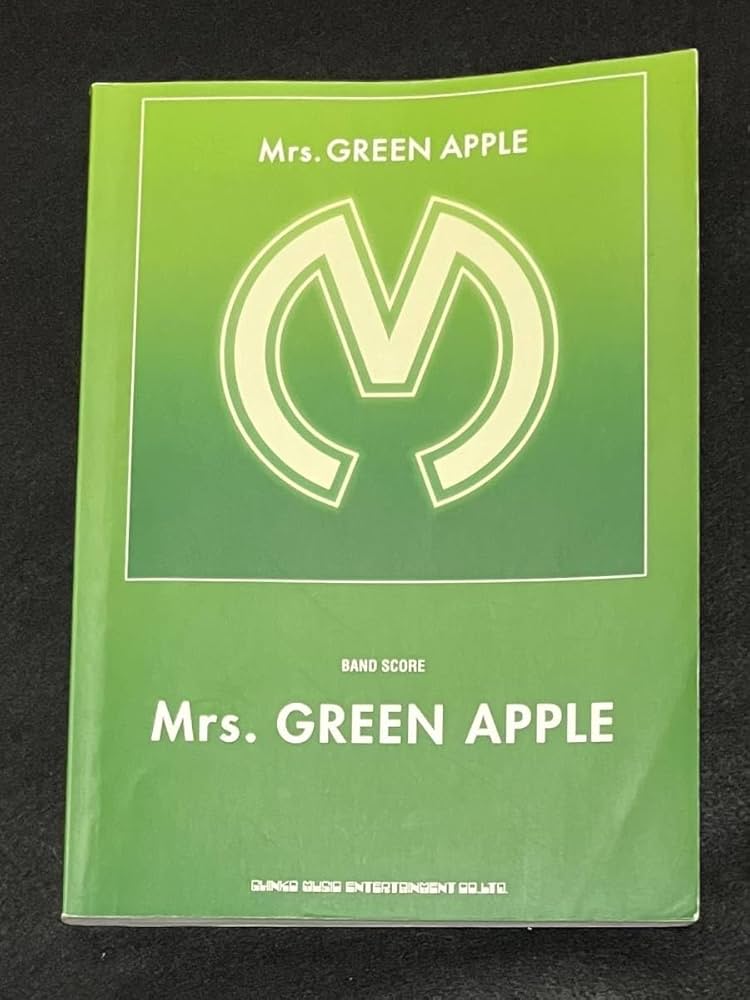 Mrs. GREEN APPLE
BAND SCORE
Mrs. GREEN APPLE
SHINKO MUSIC ENTERTAINMENT CO.,LTD.